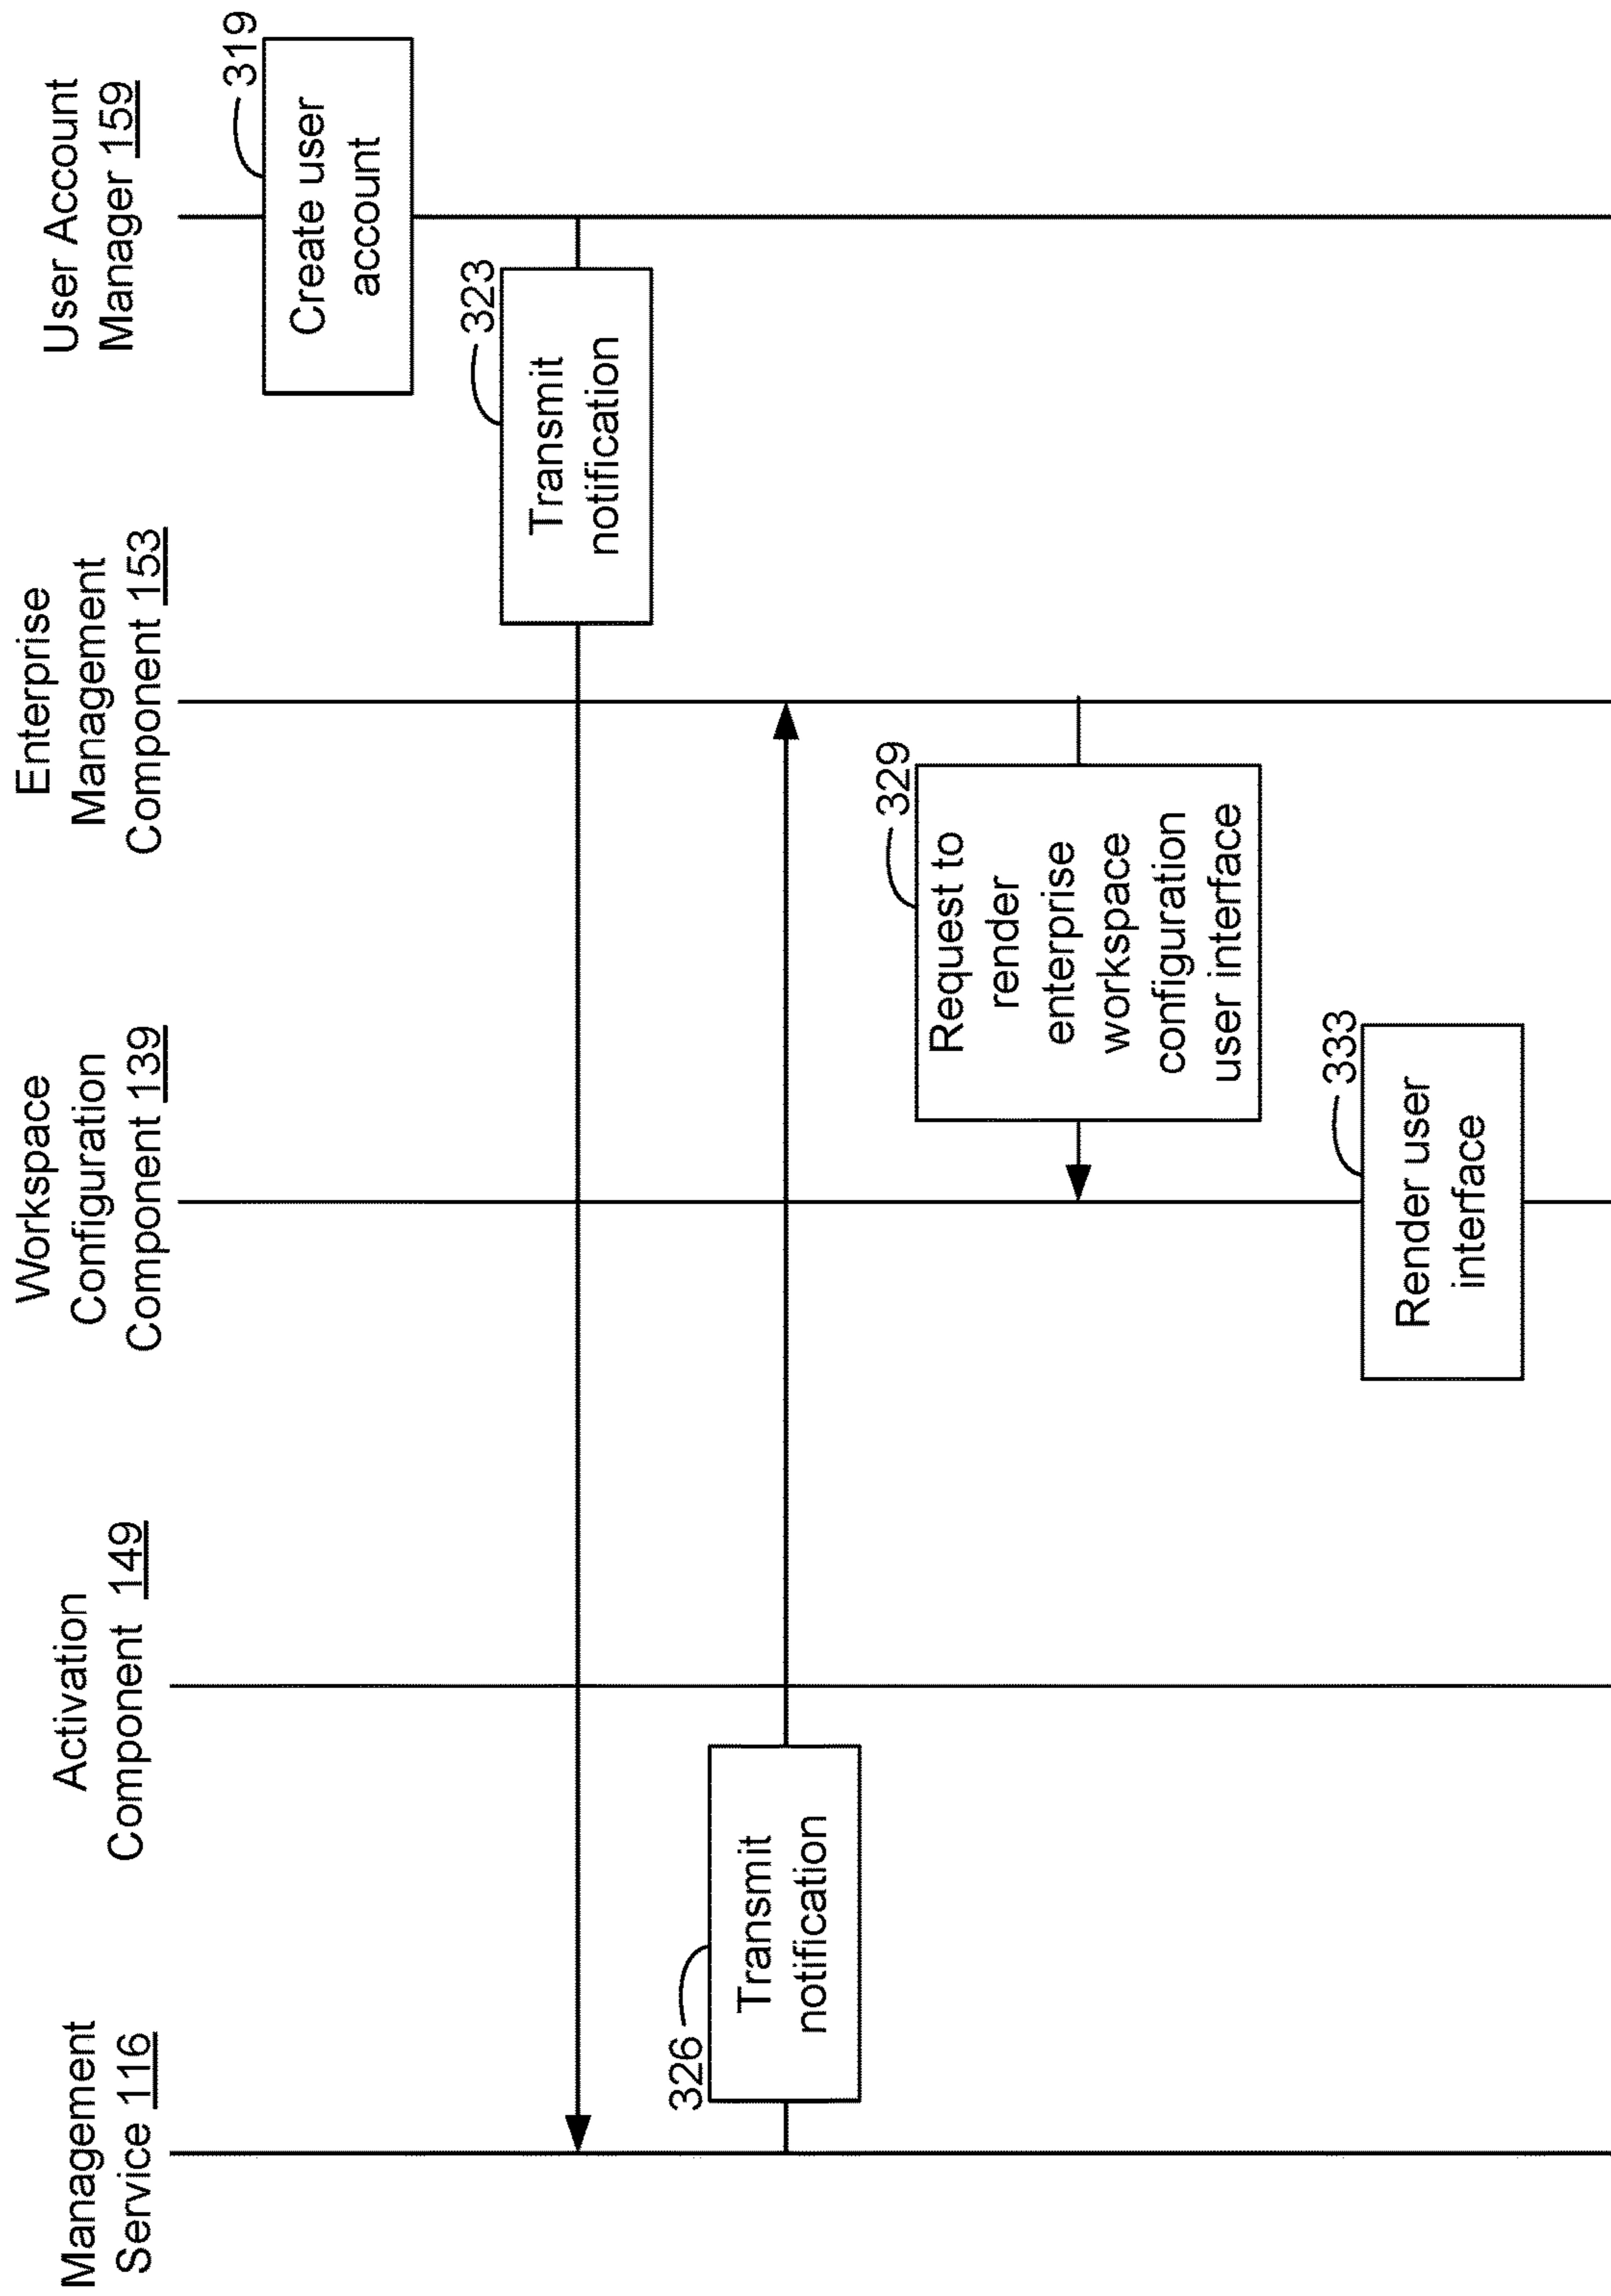 Management
Service 116
Activation
Component 149
Workspace
Configuration
Component 139
Enterprise
Management
Component 153
User Account
Manager 159
319
Create user
account
323
Transmit
notification
326
Transmit
notification
329
Request to
render
enterprise
workspace
configuration
user interface
333
Render user
interface